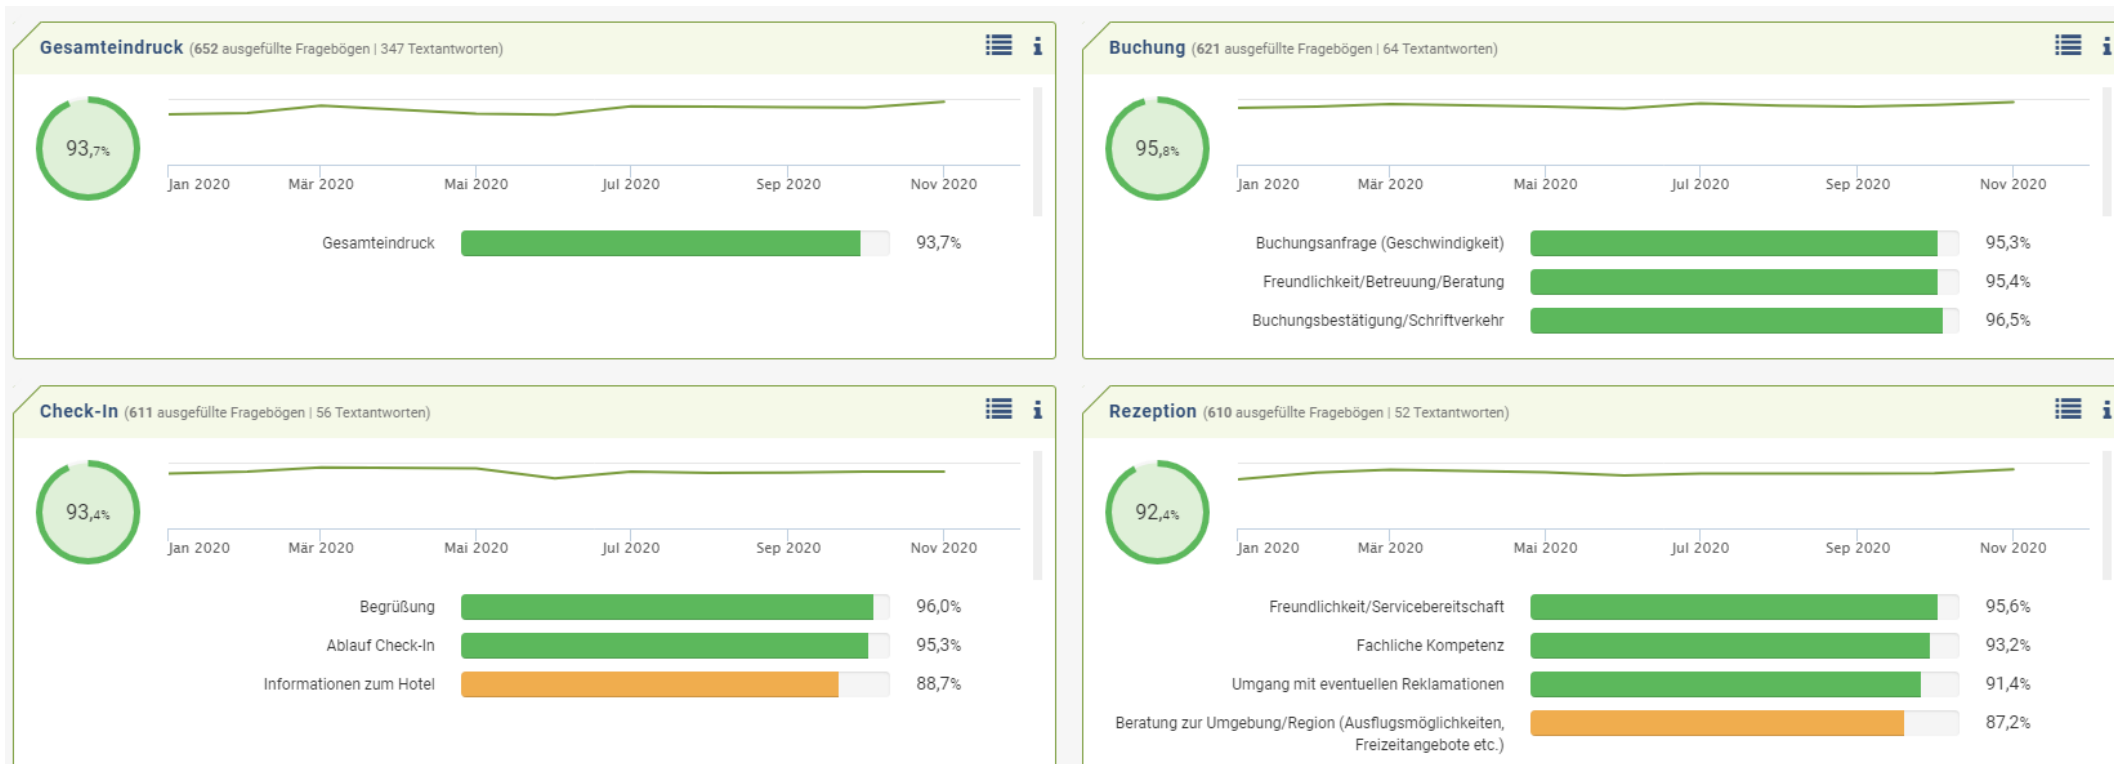 Gesamteindruck (652 ausgefüllte Fragebögen | 347 Textantworten)
93,7%
Jan 2020 Mär 2020 Mai 2020 Jul 2020 Sep 2020 Nov 2020
Gesamteindruck 93,7%
Buchung (621 ausgefüllte Fragebögen | 64 Textantworten)
95,8%
Jan 2020 Mär 2020 Mai 2020 Jul 2020 Sep 2020 Nov 2020
Buchungsanfrage (Geschwindigkeit) 95,3%
Freundlichkeit/Betreuung/Beratung 95,4%
Buchungsbestätigung/Schriftverkehr 96,5%
Check-In (611 ausgefüllte Fragebögen | 56 Textantworten)
93,4%
Jan 2020 Mär 2020 Mai 2020 Jul 2020 Sep 2020 Nov 2020
Begrüßung 96,0%
Ablauf Check-In 95,3%
Informationen zum Hotel 88,7%
Rezeption (610 ausgefüllte Fragebögen | 52 Textantworten)
92,4%
Jan 2020 Mär 2020 Mai 2020 Jul 2020 Sep 2020 Nov 2020
Freundlichkeit/Servicebereitschaft 95,6%
Fachliche Kompetenz 93,2%
Umgang mit eventuellen Reklamationen 91,4%
Beratung zur Umgebung/Region (Ausflugsmöglichkeiten, 87,2%
Freizeitangebote etc.)